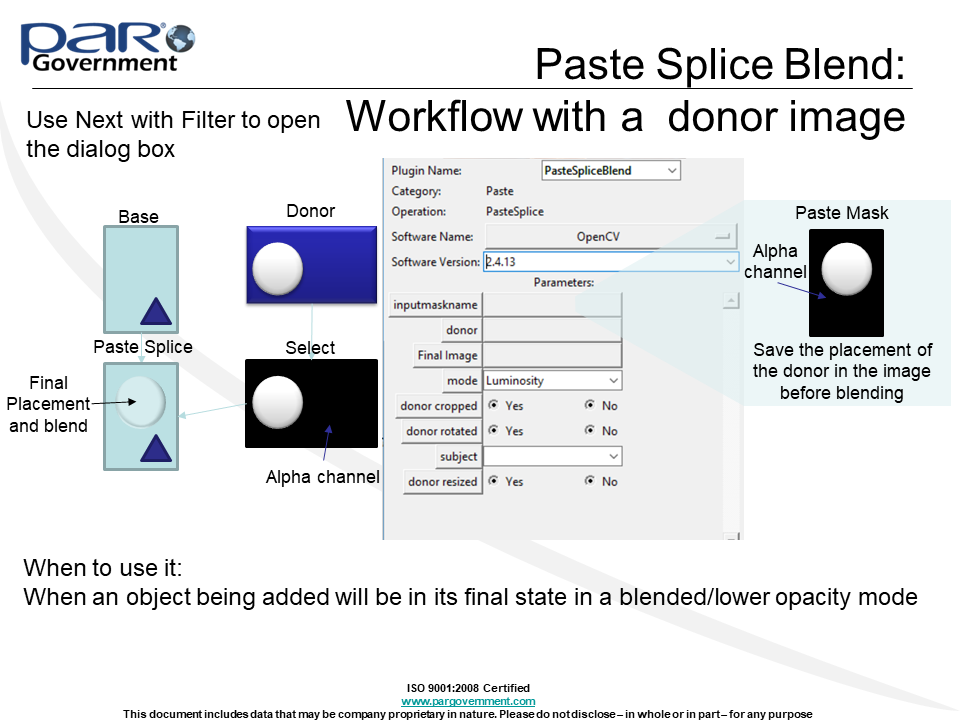 PAR
Government
Paste Splice Blend:
Workflow with a donor image
Use Next with Filter to open
the dialog box
Base
Donor
Paste Splice
Select
Final
Placement
and blend
Alpha channel
Plugin Name: PasteSpliceBlend
Category: Paste
Operation: PasteSplice
Software Name: OpenCV
Software Version: 2.4.13
Parameters:
inputmaskname
donor
Final Image
mode Luminosity
donor cropped Yes No
donor rotated Yes No
subject
donor resized Yes No
Paste Mask
Alpha
channel
Save the placement of
the donor in the image
before blending
When to use it:
When an object being added will be in its final state in a blended/lower opacity mode
ISO 9001:2008 Certified
www.pargovernment.com
This document includes data that may be company proprietary in nature. Please do not disclose – in whole or in part – for any purpose